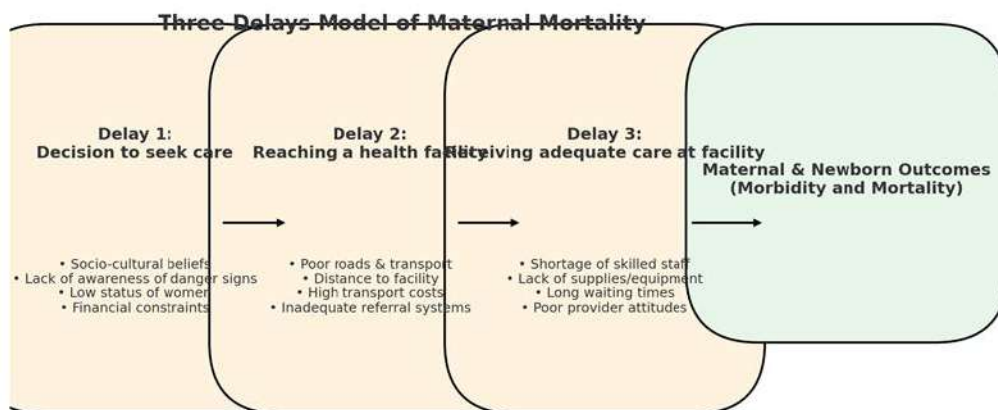 Three Delays Model of Maternal Mortality
Delay 1:
Decision to seek care
• Socio-cultural beliefs
• Lack of awareness of danger signs
• Low status of women
• Financial constraints
Delay 2:
Reaching a health facility
• Poor roads & transport
• Distance to facility
• High transport costs
• Inadequate referral systems
Delay 3:
Receiving adequate care at facility
• Shortage of skilled staff
• Lack of supplies/equipment
• Long waiting times
• Poor provider attitudes
Maternal & Newborn Outcomes
(Morbidity and Mortality)